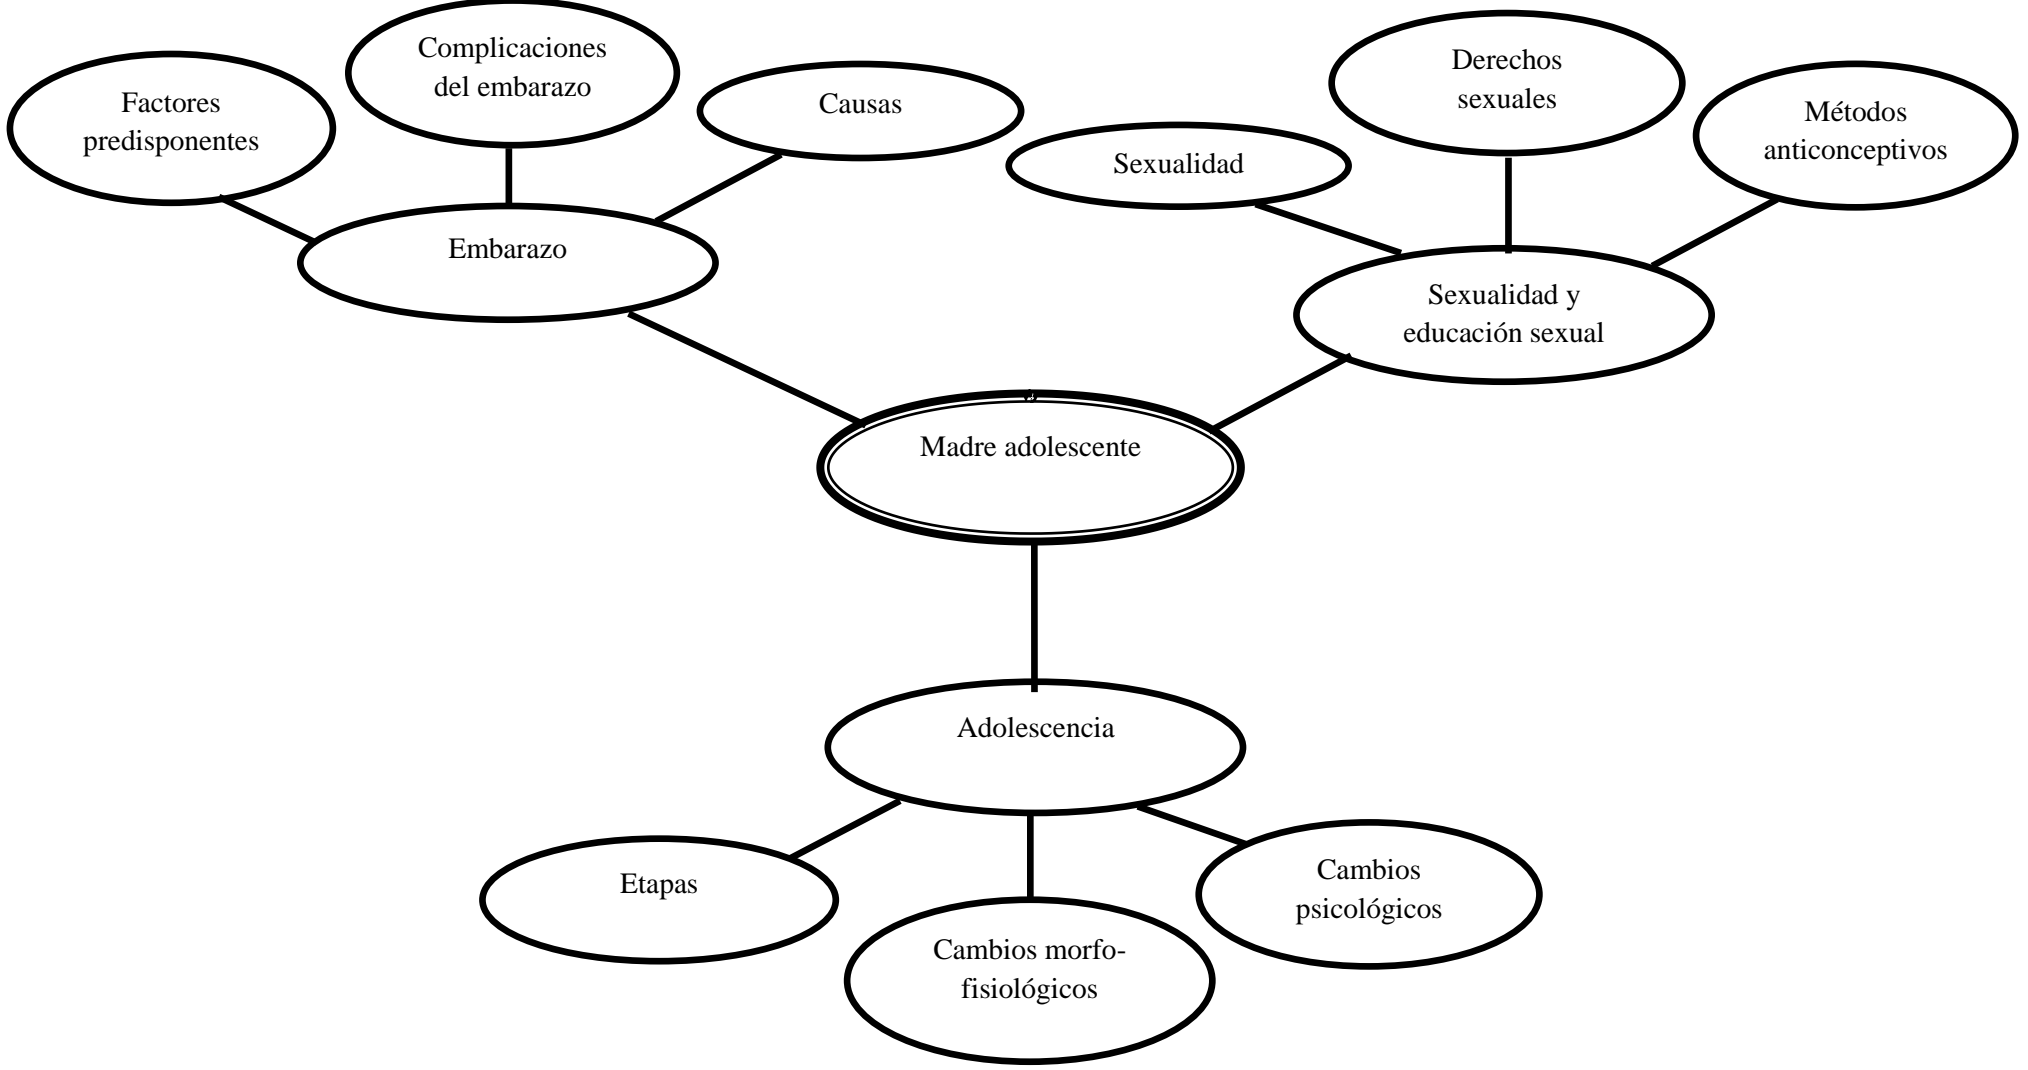 Complicaciones
del embarazo
Factores
predisponentes
Causas
Embarazo
Derechos
sexuales
Métodos
anticonceptivos
Sexualidad
Sexualidad y
educación sexual
Madre adolescente
Adolescencia
Etapas
Cambios morfo-
fisiológicos
Cambios
psicológicos